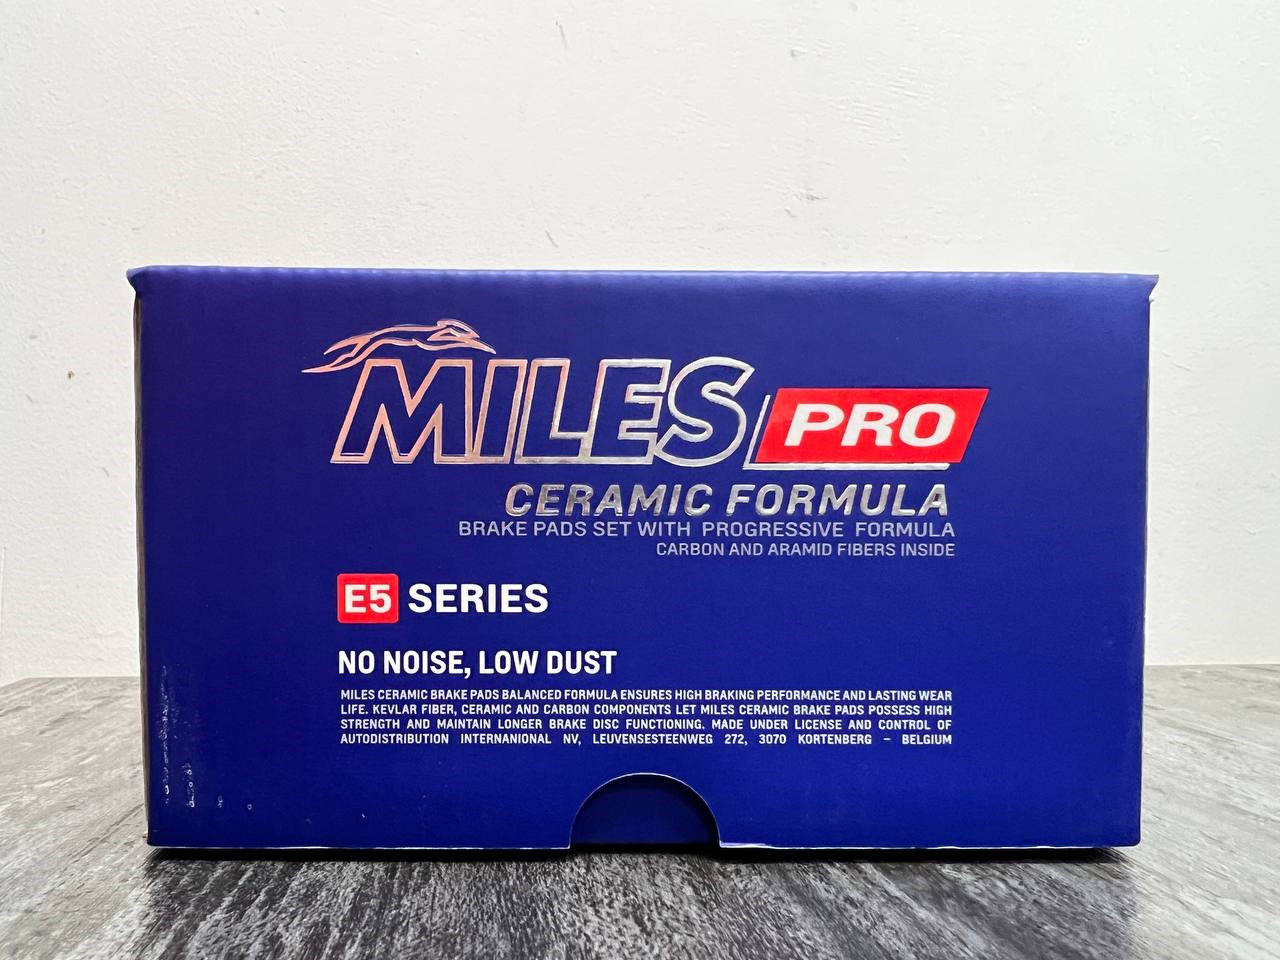 MILES PRO
CERAMIC FORMULA
BRAKE PADS SET WITH PROGRESSIVE FORMULA
CARBON AND ARAMID FIBERS INSIDE
E5 SERIES
NO NOISE, LOW DUST
MILES CERAMIC BRAKE PADS BALANCED FORMULA ENSURES HIGH BRAKING PERFORMANCE AND LASTING WEAR
LIFE. KEVLAR FIBER, CERAMIC AND CARBON COMPONENTS LET MILES CERAMIC BRAKE PADS POSSESS HIGH
STRENGTH AND MAINTAIN LONGER BRAKE DISC FUNCTIONING. MADE UNDER LICENSE AND CONTROL OF
AUTODISTRIBUTION INTERNANIONAL NV, LEUVENSESTEENWEG 272, 3070 KORTENBERG – BELGIUM